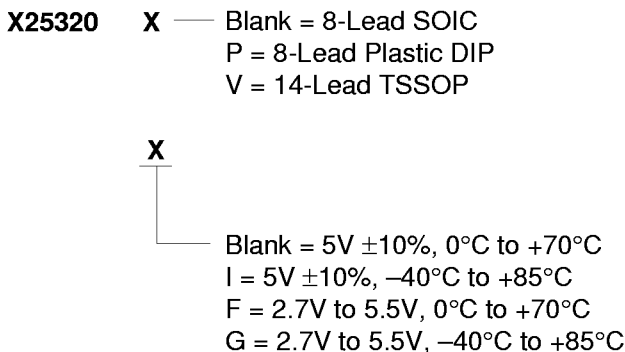 X25320 X Blank = 8-Lead SOIC
P = 8-Lead Plastic DIP
V = 14-Lead TSSOP
X
Blank = 5V ±10%, 0°C to +70°C
I = 5V ±10%, –40°C to +85°C
F = 2.7V to 5.5V, 0°C to +70°C
G = 2.7V to 5.5V, –40°C to +85°C